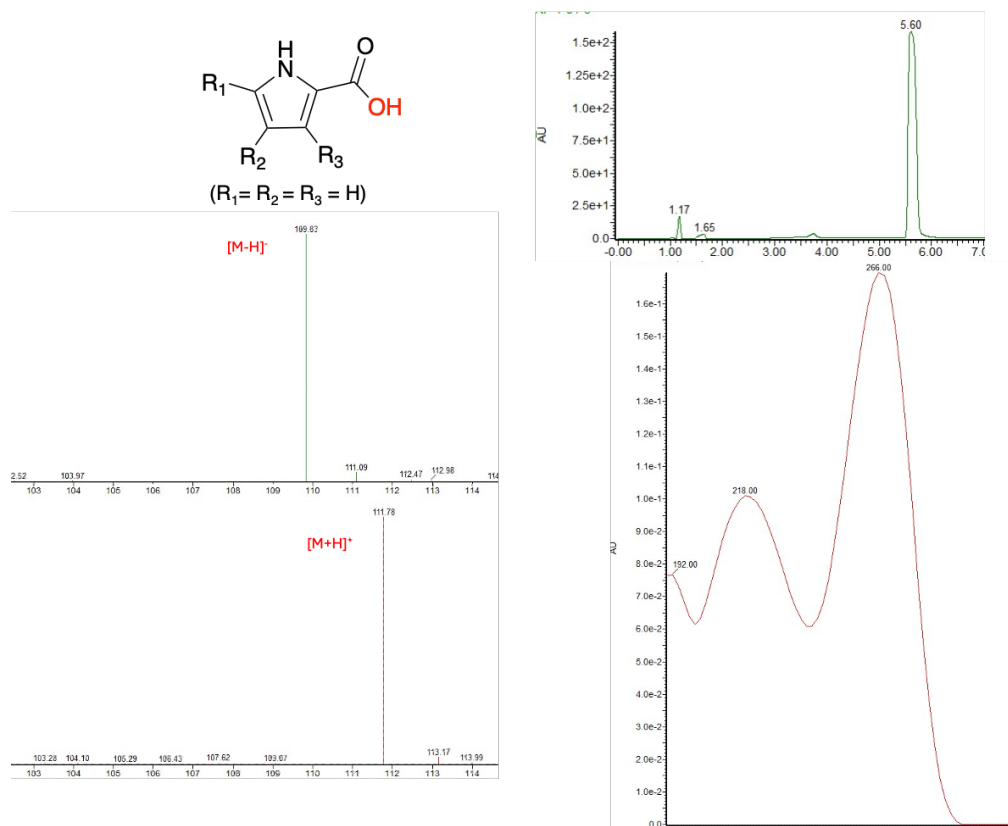 H
N
O
OH
R1
R2
R3
(R1= R2 = R3 = H)
5.60
1.5e+2
1.25e+2
1.0e+2
7.5e+1
5.0e+1
2.5e+1
0.0
AU
1.17
1.65
-0.00 1.00 2.00 3.00 4.00 5.00 6.00 7.0
[M-H]-
109.83
2.52 103.97 111.09 112.47 112.98
103 104 105 106 107 108 109 110 111 112 113 114
[M+H]+
111.78
103.28 104.10 105.29 106.43 107.62 109.67 113.17 113.99
103 104 105 106 107 108 109 110 111 112 113 114
266.00
218.00
192.00
AU
1.6e-1
1.5e-1
1.4e-1
1.3e-1
1.2e-1
1.1e-1
1.0e-1
9.0e-2
8.0e-2
7.0e-2
6.0e-2
5.0e-2
4.0e-2
3.0e-2
2.0e-2
1.0e-2
0.0